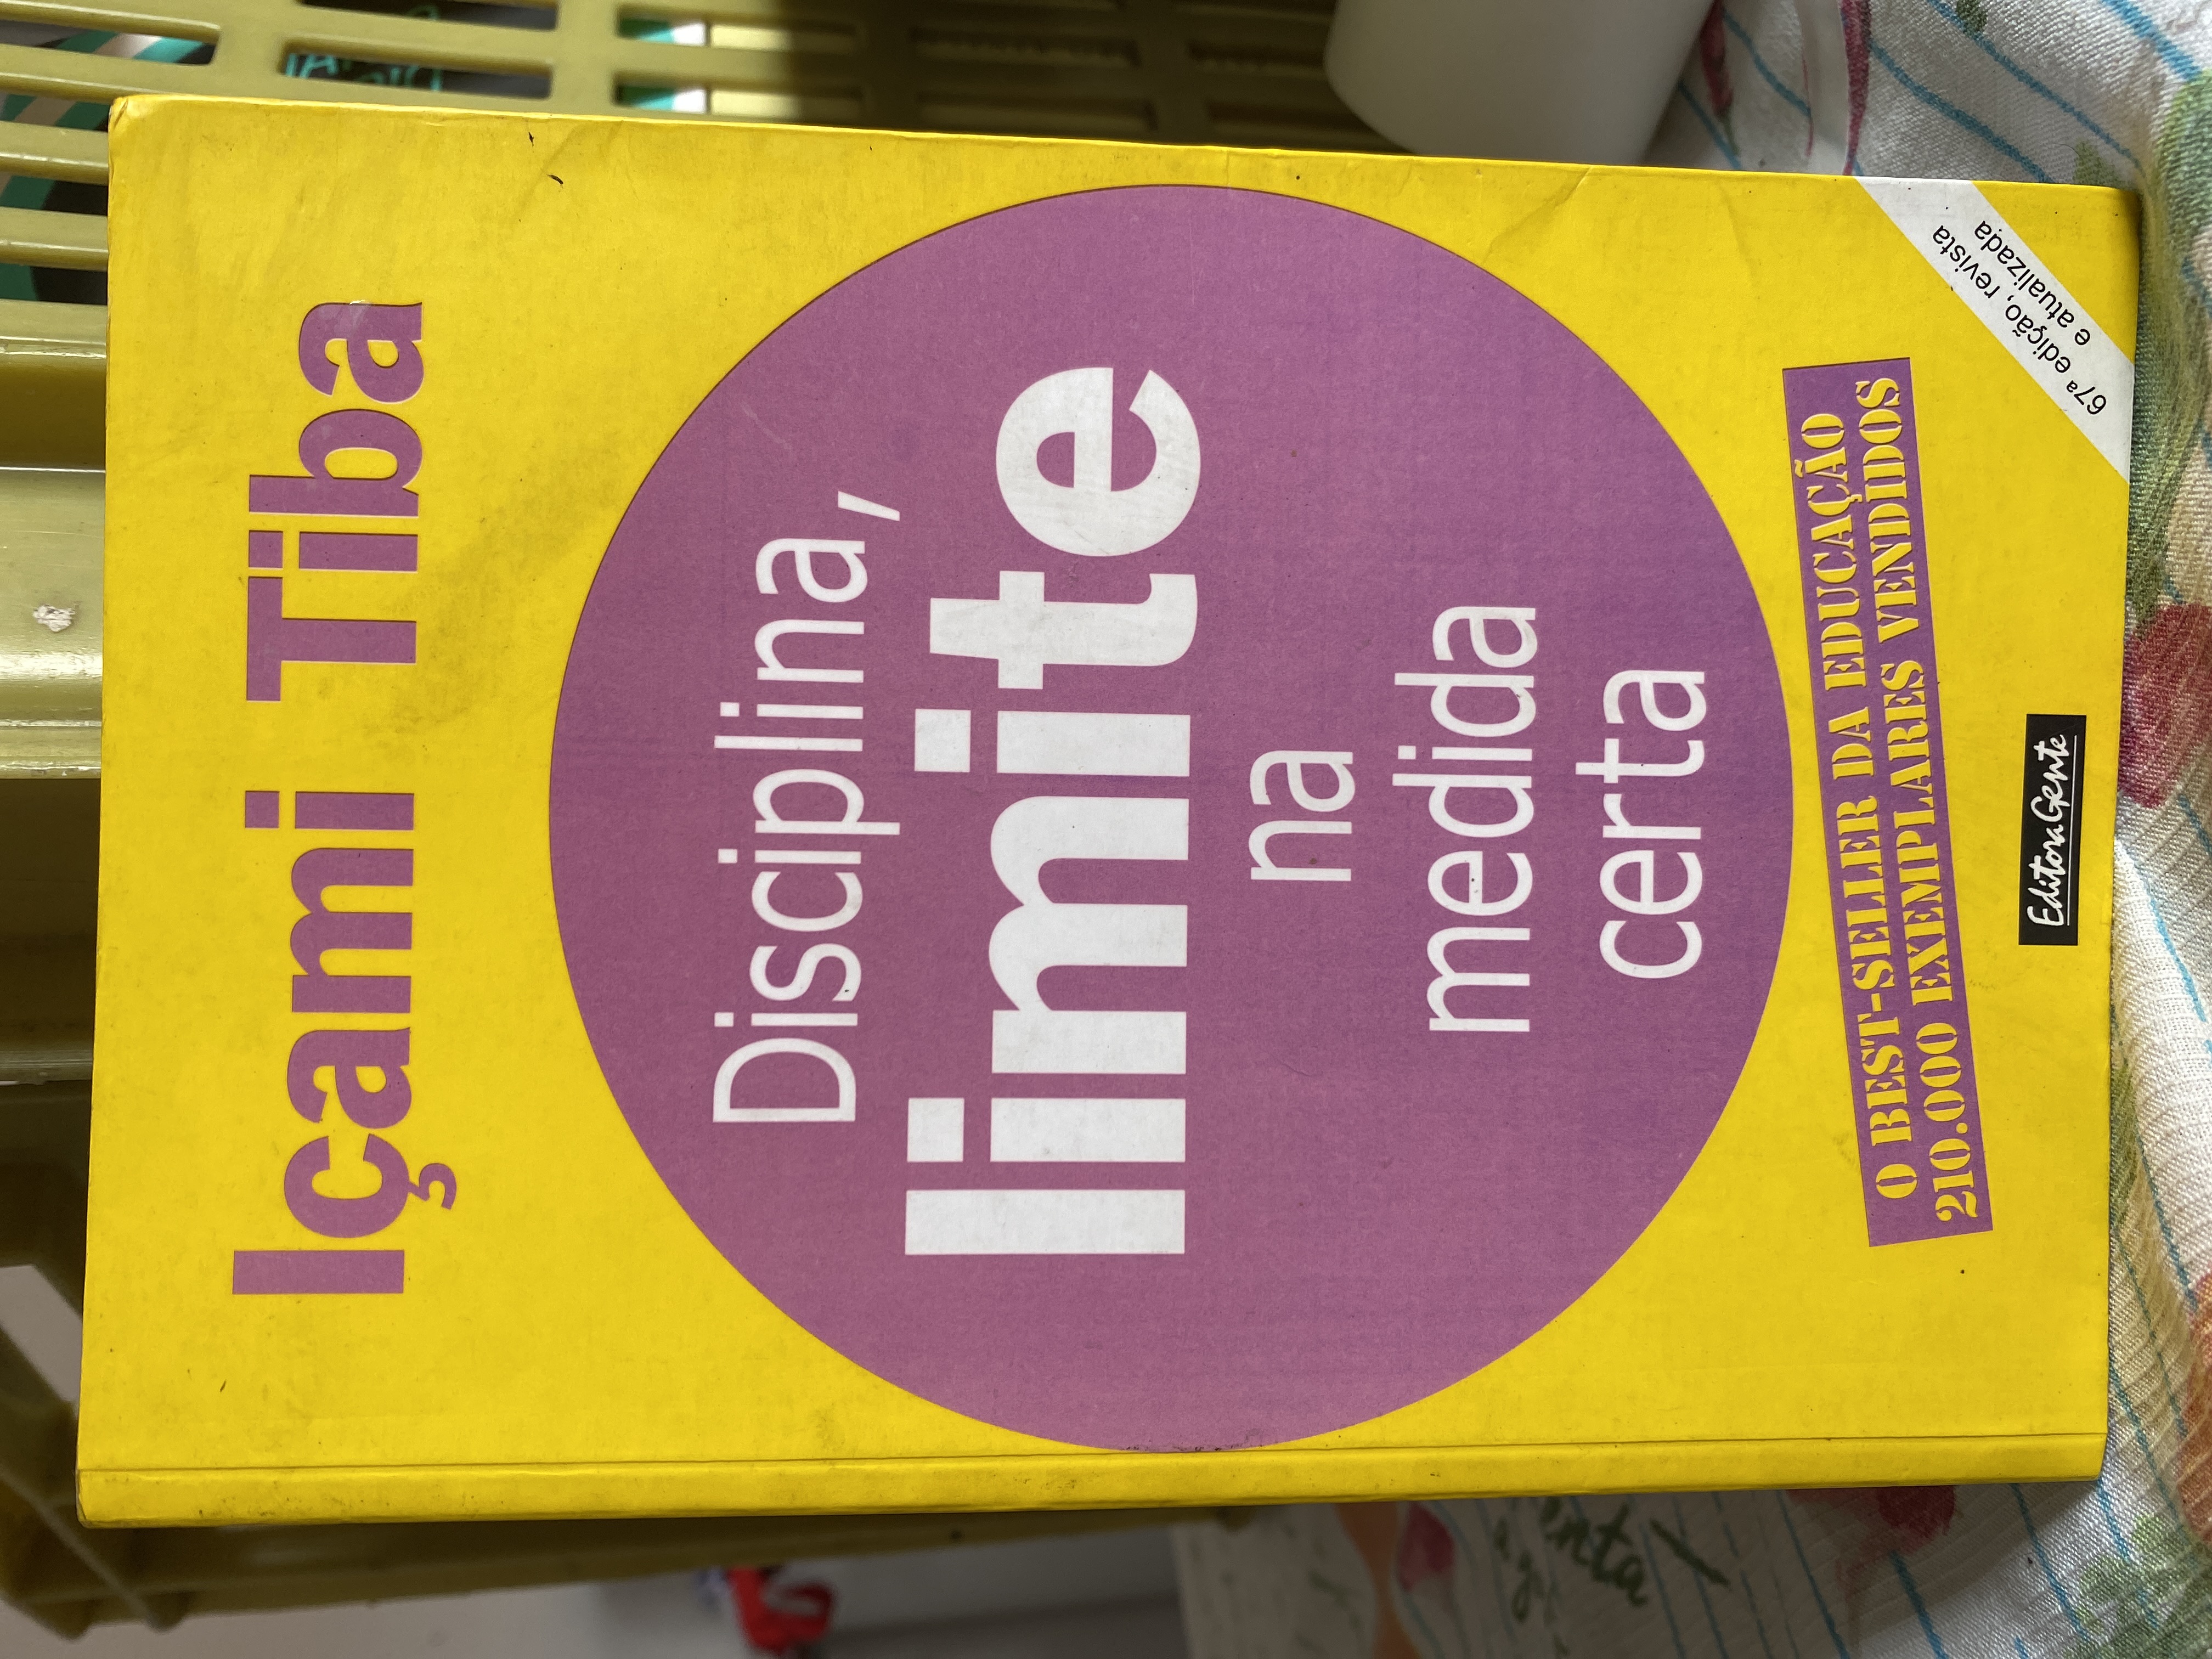 Içami Tiba
Disciplina,
limite
na
medida
certa
O BEST-SELLER DA EDUCAÇÃO
210.000 EXEMPLARES VENDIDOS
67ª edição, revista
e atualizada
Editora Gente